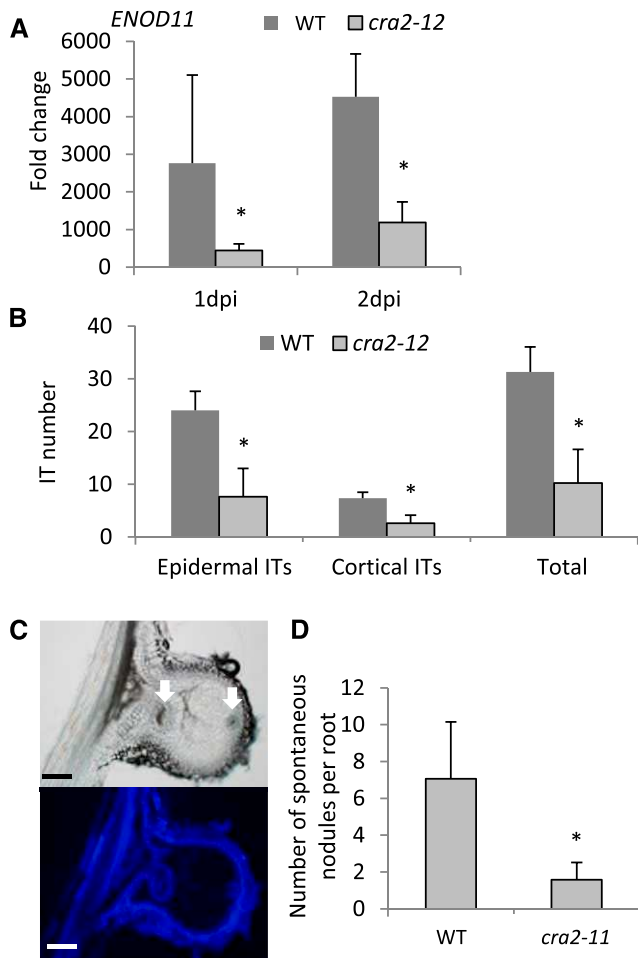 A
ENOD11
WT cra2-12
Fold change
6000
5000
4000
3000
2000
1000
0
*
*
1dpi 2dpi
B
WT cra2-12
IT number
40
30
20
10
0
*
*
*
Epidermal ITs Cortical ITs Total
C
D
Number of spontaneous
nodules per root
12
10
8
6
4
2
0
*
WT cra2-11